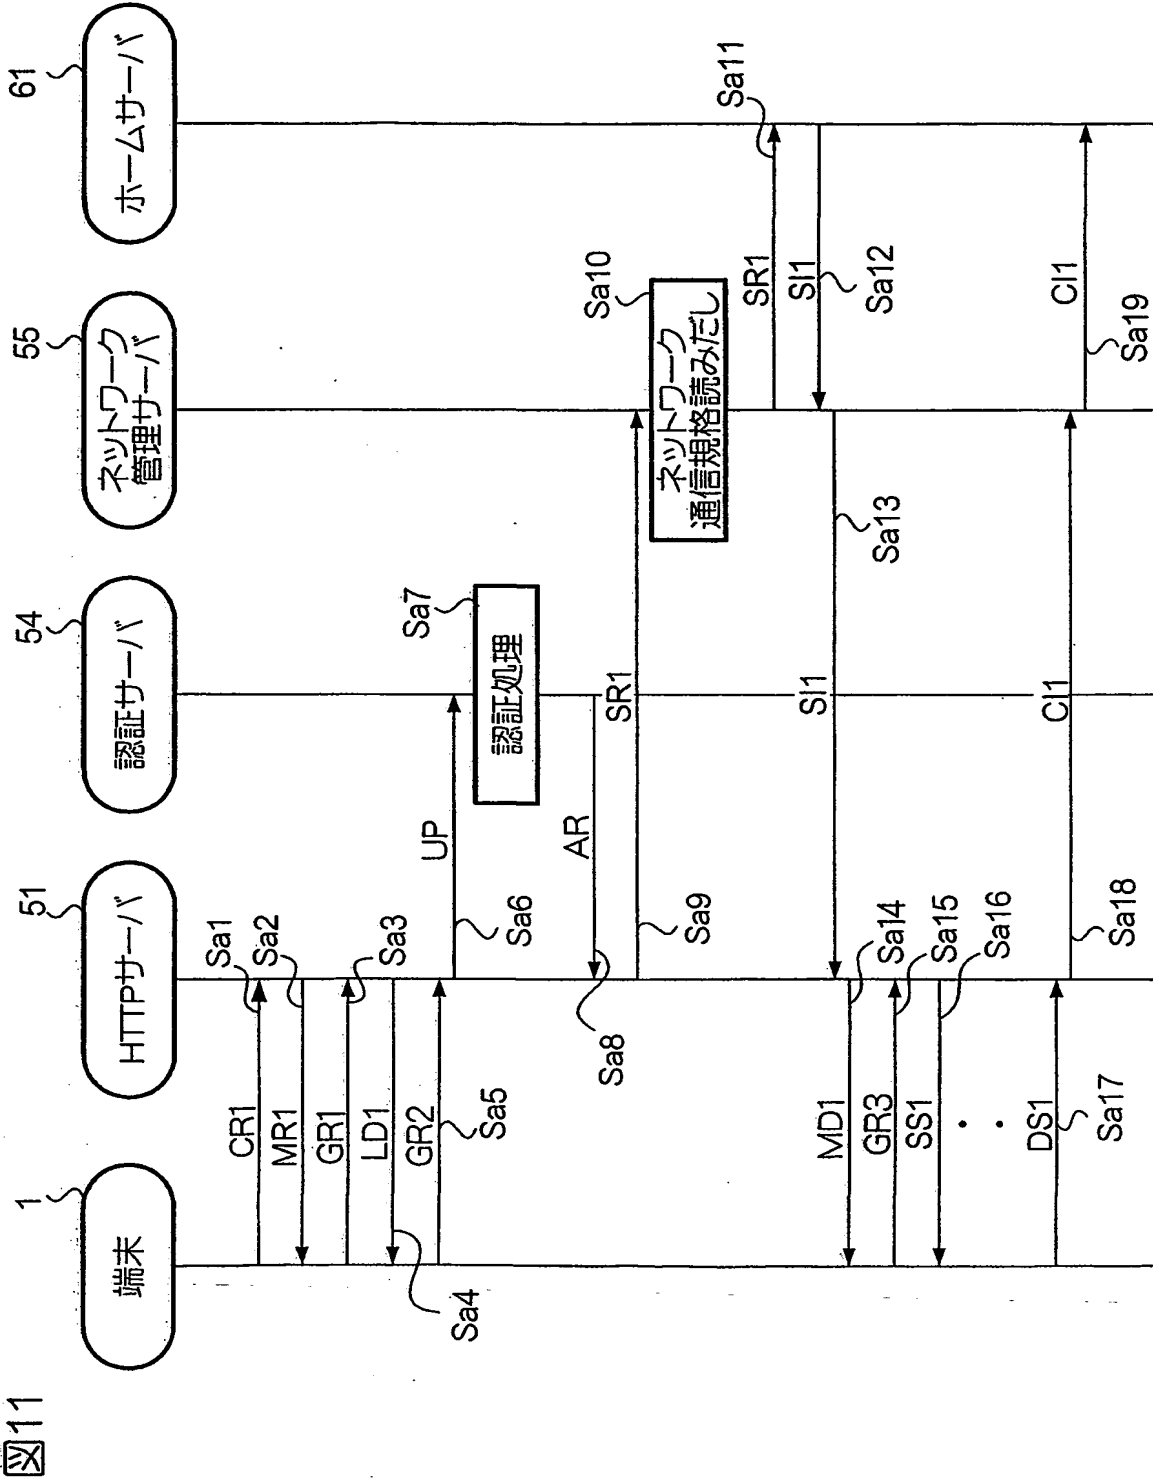 図11
1
端末
51
HTTPサーバ
54
認証サーバ
55
ネットワーク
管理サーバ
61
ホームサーバ
CR1
Sa1
MR1
Sa2
GR1
Sa3
LD1
Sa4
GR2
Sa5
UP
Sa6
認証処理
Sa7
AR
Sa8
SR1
Sa9
ネットワーク
通信規格読みだし
Sa10
SR1
Sa11
SI1
Sa12
SI1
Sa13
MD1
Sa14
GR3
Sa15
SS1
Sa16
DS1
Sa17
CI1
Sa18
CI1
Sa19